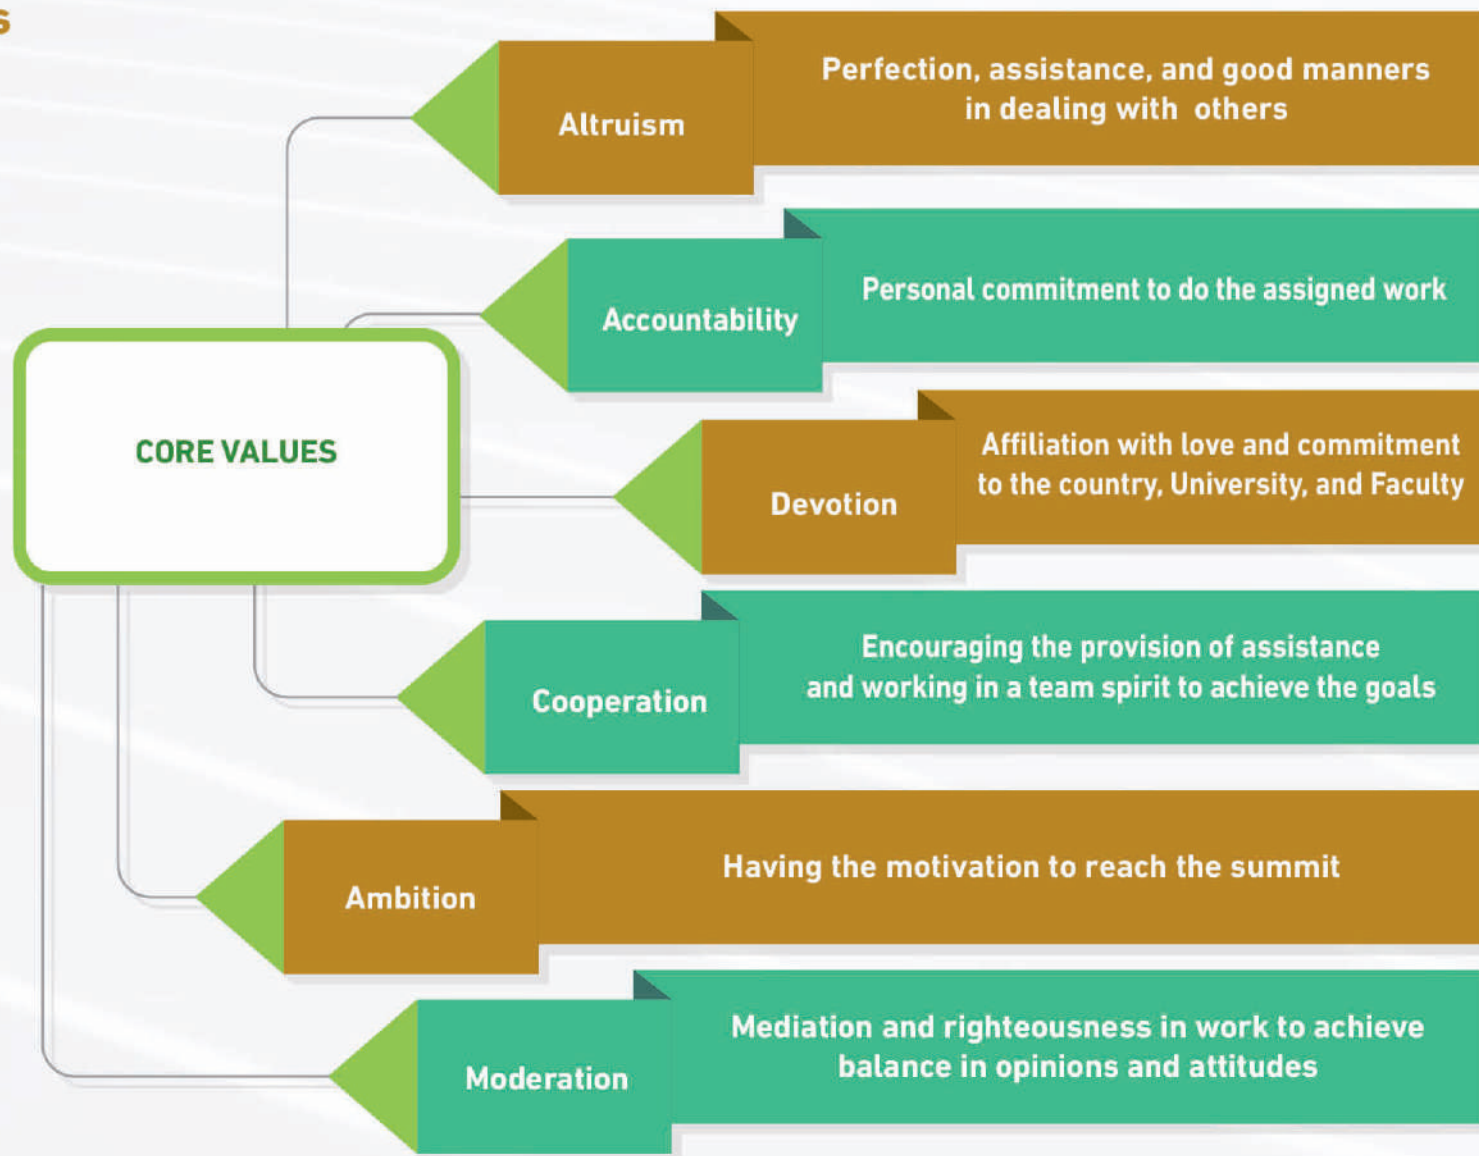 s
Altruism
Perfection, assistance, and good manners
in dealing with others
Accountability
Personal commitment to do the assigned work
CORE VALUES
Devotion
Affiliation with love and commitment
to the country, University, and Faculty
Cooperation
Encouraging the provision of assistance
and working in a team spirit to achieve the goals
Ambition
Having the motivation to reach the summit
Moderation
Mediation and righteousness in work to achieve
balance in opinions and attitudes